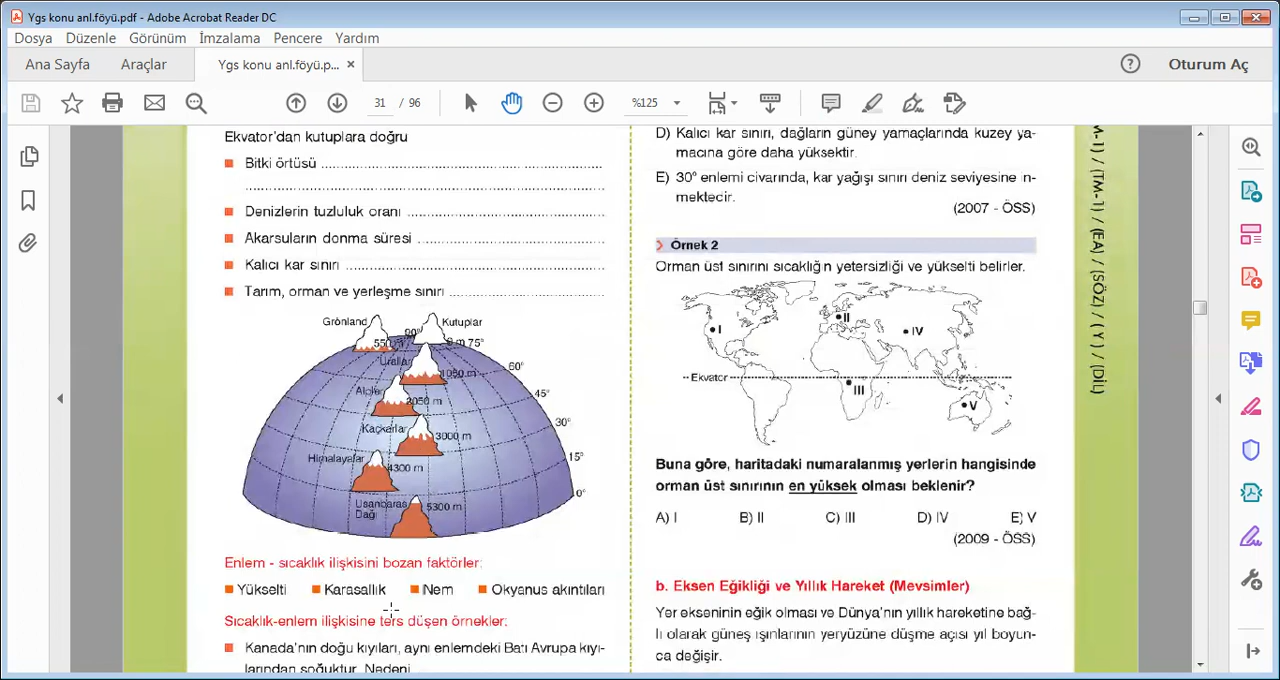 Ygs konu anl.föyü.pdf - Adobe Acrobat Reader DC
Dosya Düzenle Görünüm İmzalama Pencere Yardım
Ana Sayfa Araçlar Ygs konu anl.föyü.p... × Oturum Aç
31 / 96 %125
Ekvator'dan kutuplara doğru
Bitki örtüsü ......................................................................
..........................................................................................
Denizlerin tuzluluk oranı .................................................
Akarsuların donma süresi ..............................................
Kalıcı kar sınırı ................................................................
Tarım, orman ve yerleşme sınırı ......................................
Grönland
Kutuplar
90°
550 m
0 m 75°
Urallar
1050 m
60°
Alpler
2050 m
45°
Kaçkarlar
3000 m
30°
Himalayalar
4300 m
15°
Usanbaras
Dağı
5300 m
0°
Enlem - sıcaklık ilişkisini bozan faktörler:
Yükselti Karasallık Nem Okyanus akıntıları
Sıcaklık-enlem ilişkisine ters düşen örnekler:
Kanada'nın doğu kıyıları, aynı enlemdeki Batı Avrupa kıyı-
larından soğuktur. Nedeni
D) Kalıcı kar sınırı, dağların güney yamaçlarında kuzey ya-
macına göre daha yüksektir.
E) 30° enlemi civarında, kar yağışı sınırı deniz seviyesine in-
mektedir.
(2007 - ÖSS)
Örnek 2
Orman üst sınırını sıcaklığın yetersizliği ve yükselti belirler.
I
II
IV
Ekvator
III
V
Buna göre, haritadaki numaralanmış yerlerin hangisinde
orman üst sınırının en yüksek olması beklenir?
A) I B) II C) III D) IV E) V
(2009 - ÖSS)
b. Eksen Eğikliği ve Yıllık Hareket (Mevsimler)
Yer ekseninin eğik olması ve Dünya'nın yıllık hareketine bağ-
lı olarak güneş ışınlarının yeryüzüne düşme açısı yıl boyun-
ca değişir.
M-1) / (TM-1) / (EA) / (SÖZ) / (Y) / (DİL)